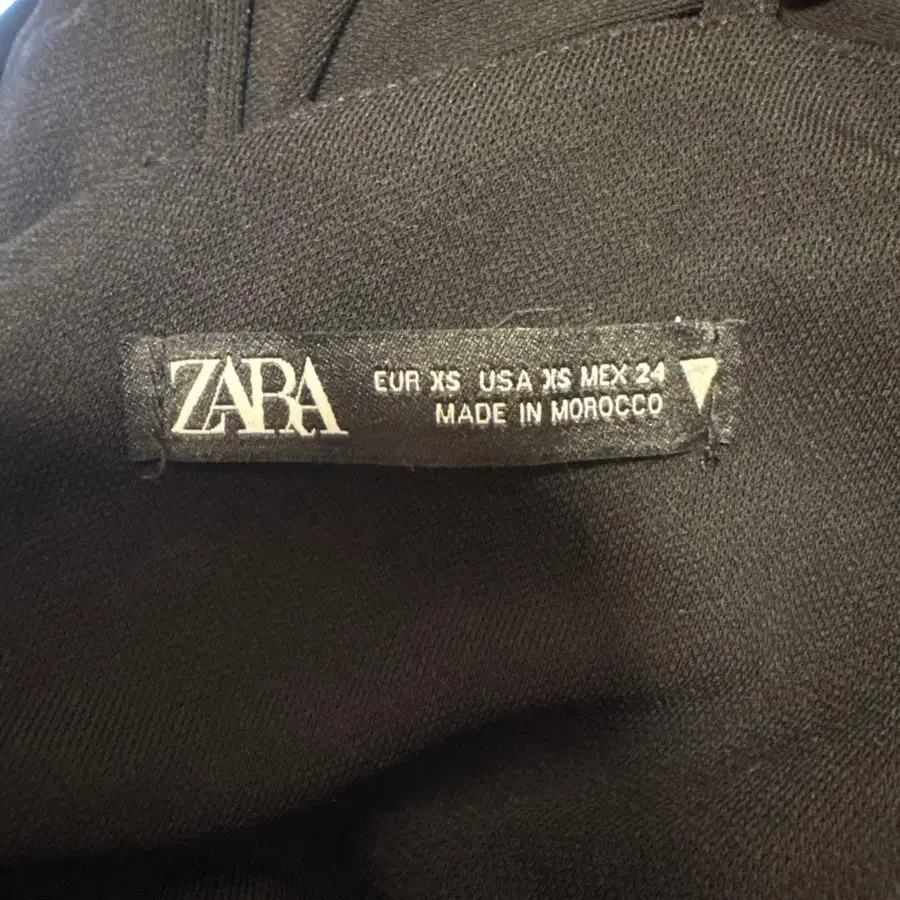 ZARA
EUR XS USA XS MEX 24
MADE IN MOROCCO